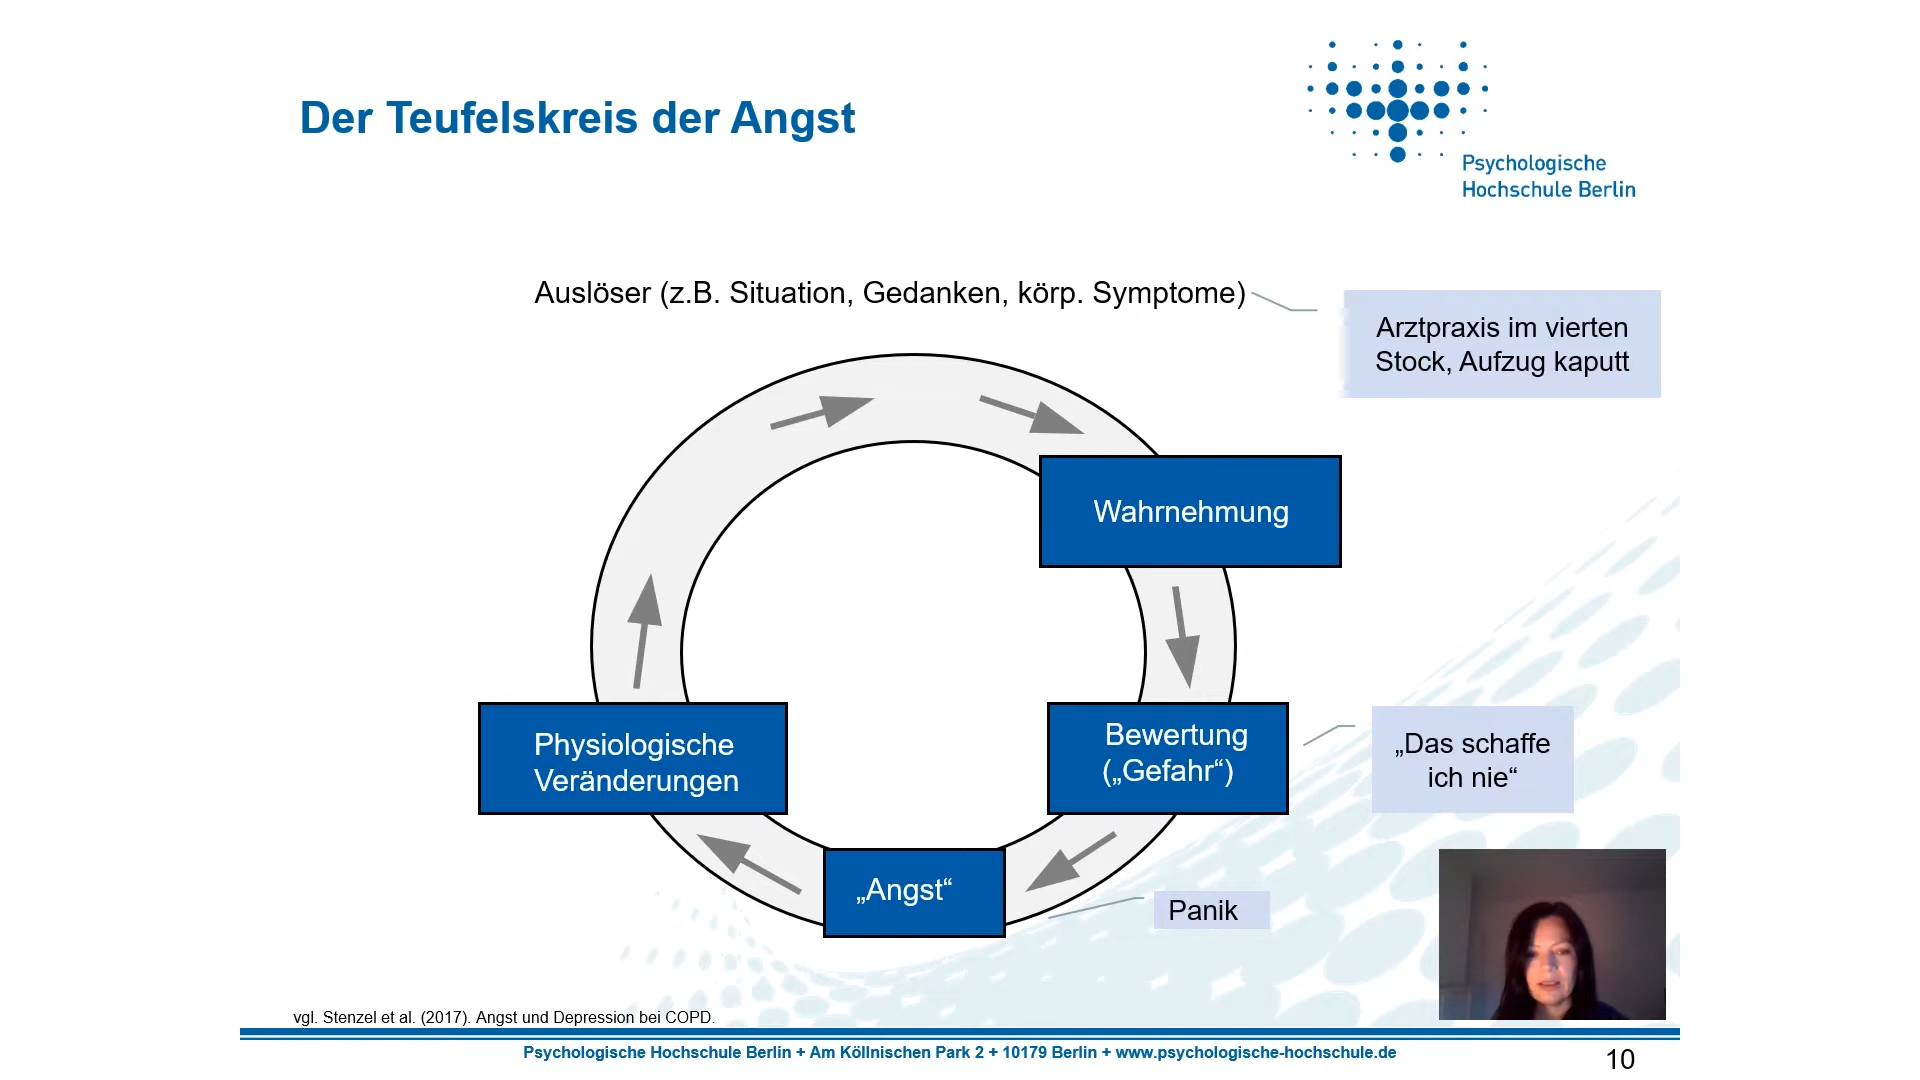 Der Teufelskreis der Angst
Psychologische
Hochschule Berlin
Auslöser (z.B. Situation, Gedanken, körp. Symptome)
Arztpraxis im vierten
Stock, Aufzug kaputt
Wahrnehmung
Physiologische
Veränderungen
Bewertung
(„Gefahr“)
„Das schaffe
ich nie“
„Angst“
Panik
vgl. Stenzel et al. (2017). Angst und Depression bei COPD.
Psychologische Hochschule Berlin + Am Köllnischen Park 2 + 10179 Berlin + www.psychologische-hochschule.de
10